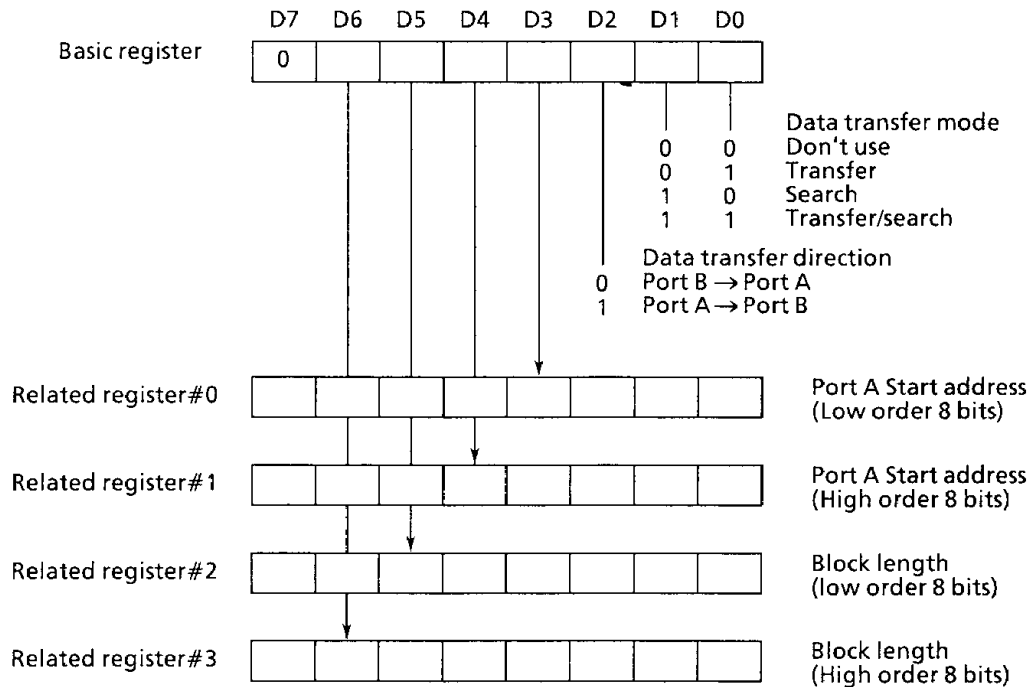 D7 D6 D5 D4 D3 D2 D1 D0
Basic register 0
Data transfer mode
0 0 Don't use
0 1 Transfer
1 0 Search
1 1 Transfer/search
Data transfer direction
0 Port B → Port A
1 Port A → Port B
Related register#0
Port A Start address
(Low order 8 bits)
Related register#1
Port A Start address
(High order 8 bits)
Related register#2
Block length
(low order 8 bits)
Related register#3
Block length
(High order 8 bits)